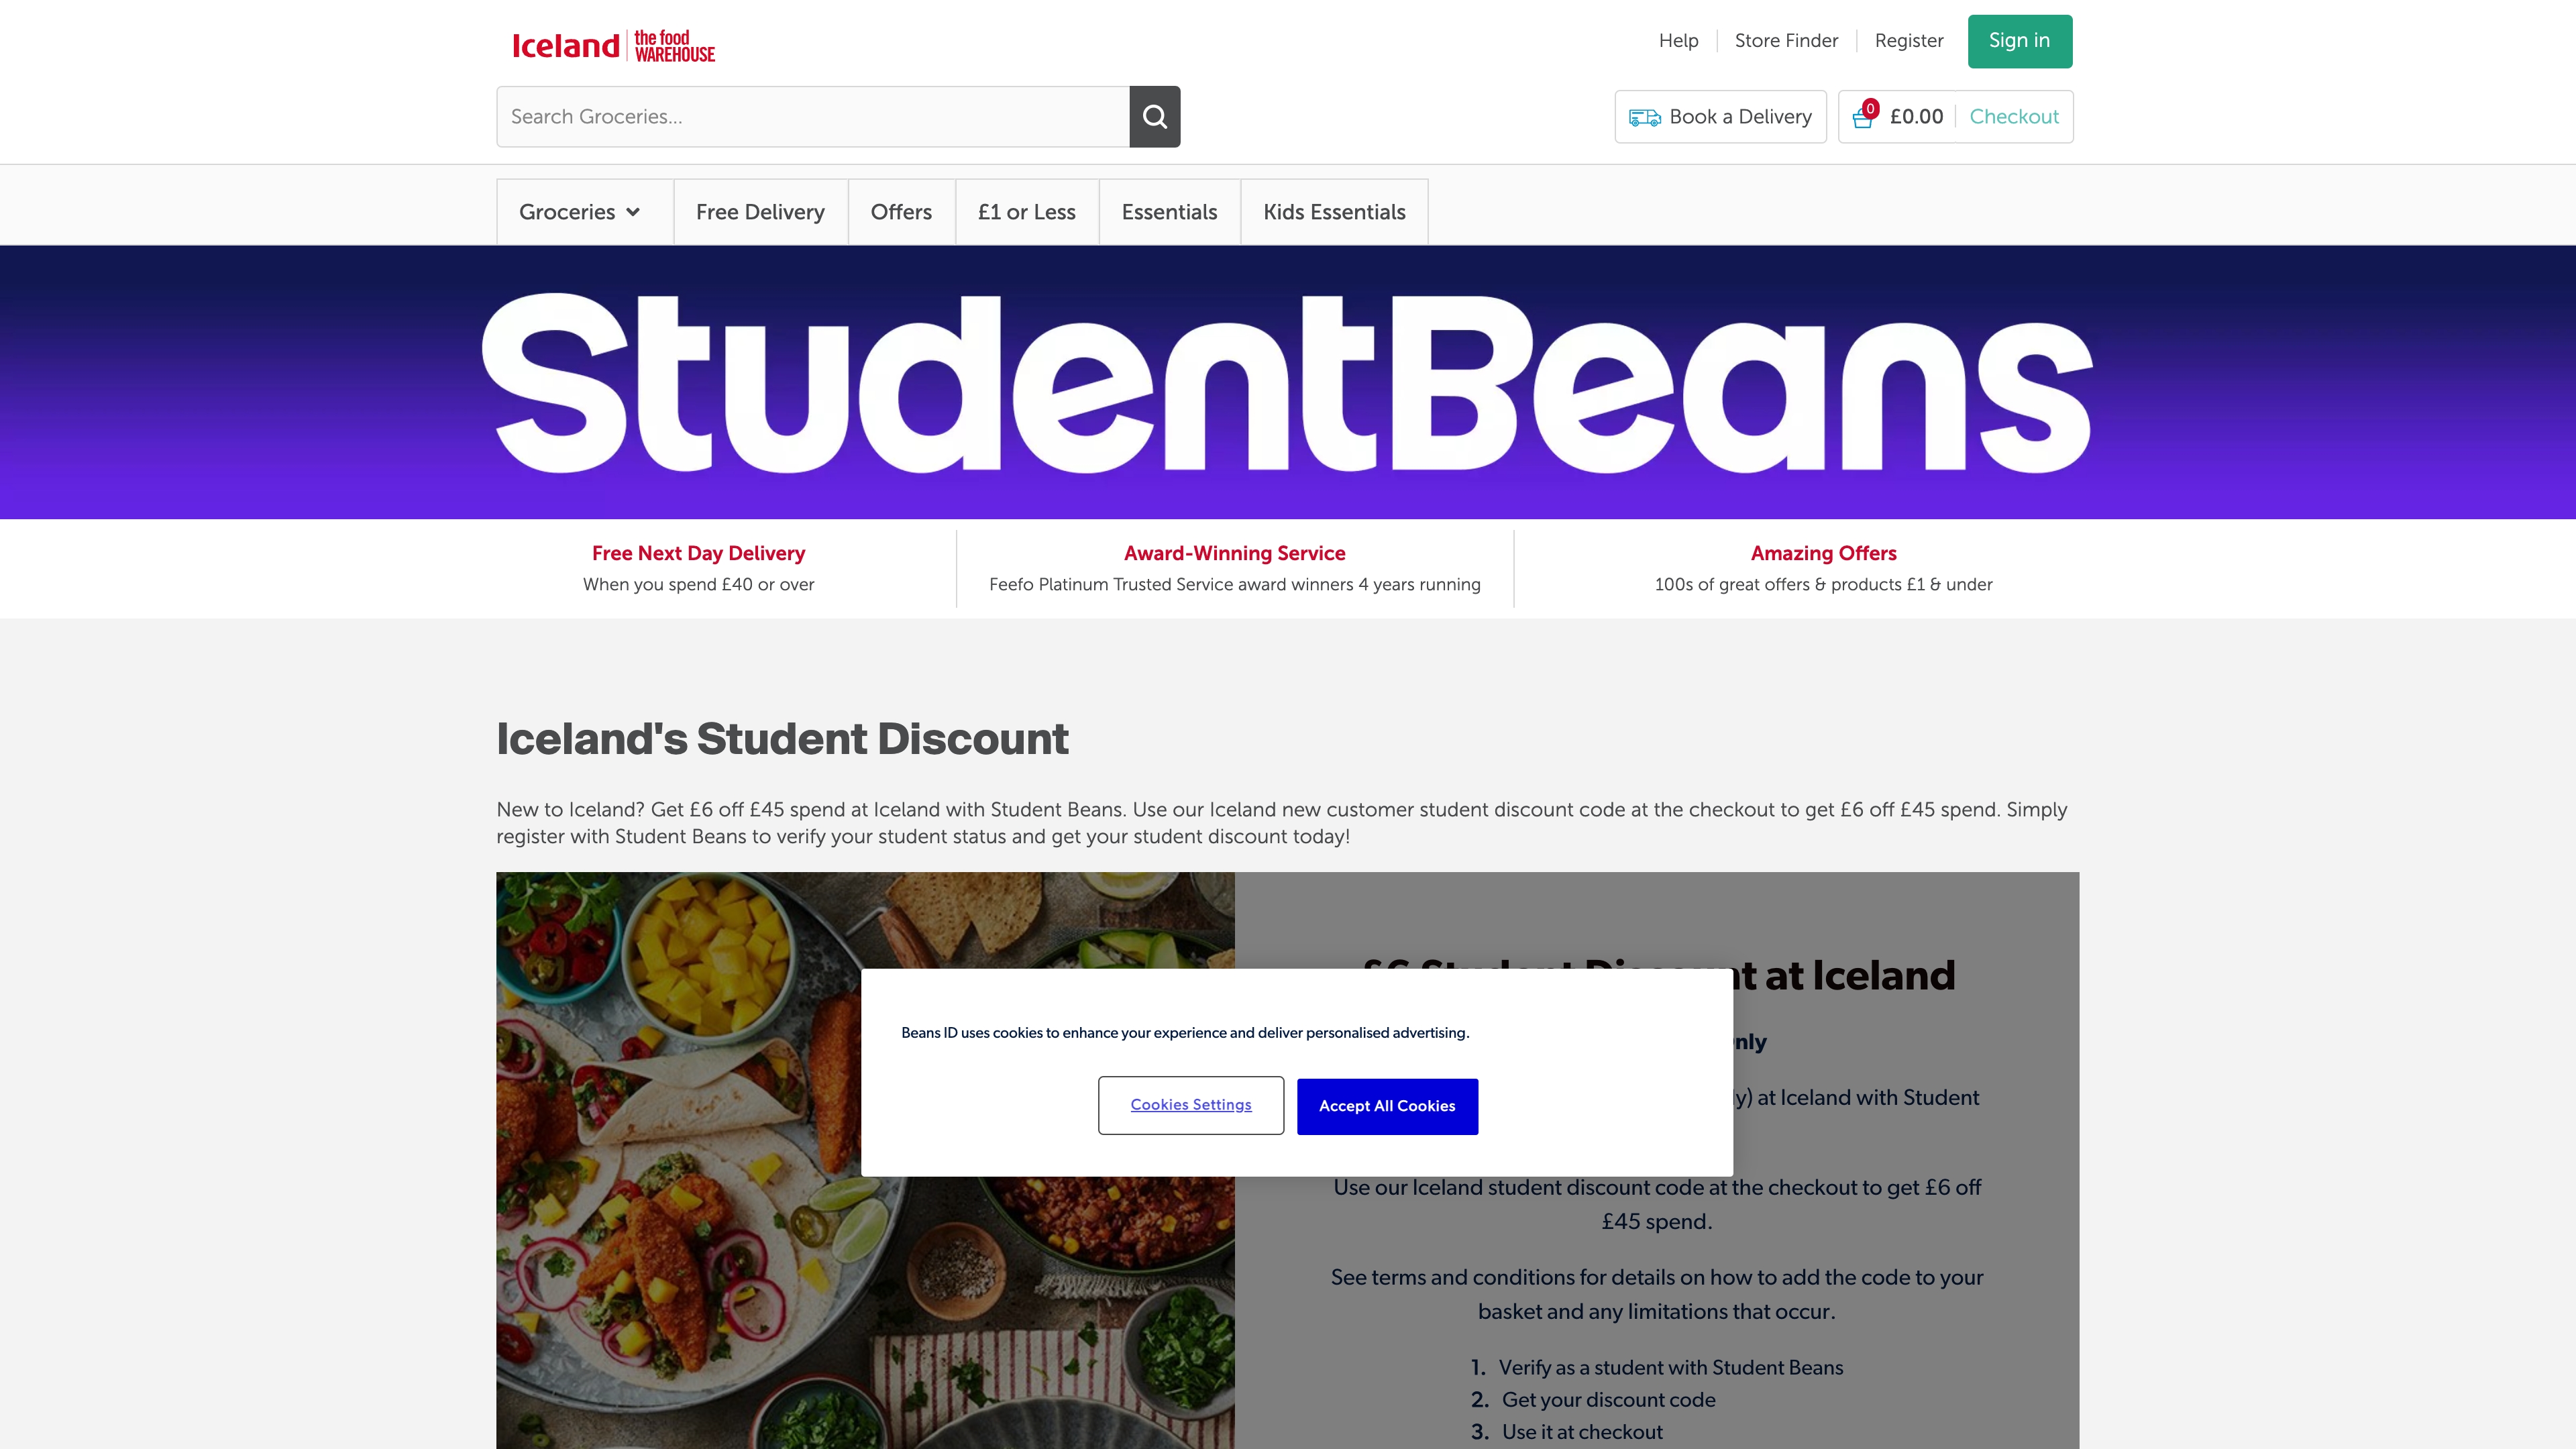 Iceland the food WAREHOUSE
Help
Store Finder
Register
Sign in
Search Groceries...
Book a Delivery
0
£0.00
Checkout
Groceries
Free Delivery
Offers
£1 or Less
Essentials
Kids Essentials
StudentBeans
Free Next Day Delivery
When you spend £40 or over
Award-Winning Service
Feefo Platinum Trusted Service award winners 4 years running
Amazing Offers
100s of great offers & products £1 & under
Iceland's Student Discount
New to Iceland? Get £6 off £45 spend at Iceland with Student Beans. Use our Iceland new customer student discount code at the checkout to get £6 off £45 spend. Simply
register with Student Beans to verify your student status and get your student discount today!
£6 Student Discount at Iceland
Beans ID uses cookies to enhance your experience and deliver personalised advertising.
Cookies Settings
Accept All Cookies
at Iceland with Student
Use our Iceland student discount code at the checkout to get £6 off
£45 spend.
See terms and conditions for details on how to add the code to your
basket and any limitations that occur.
1. Verify as a student with Student Beans
2. Get your discount code
3. Use it at checkout